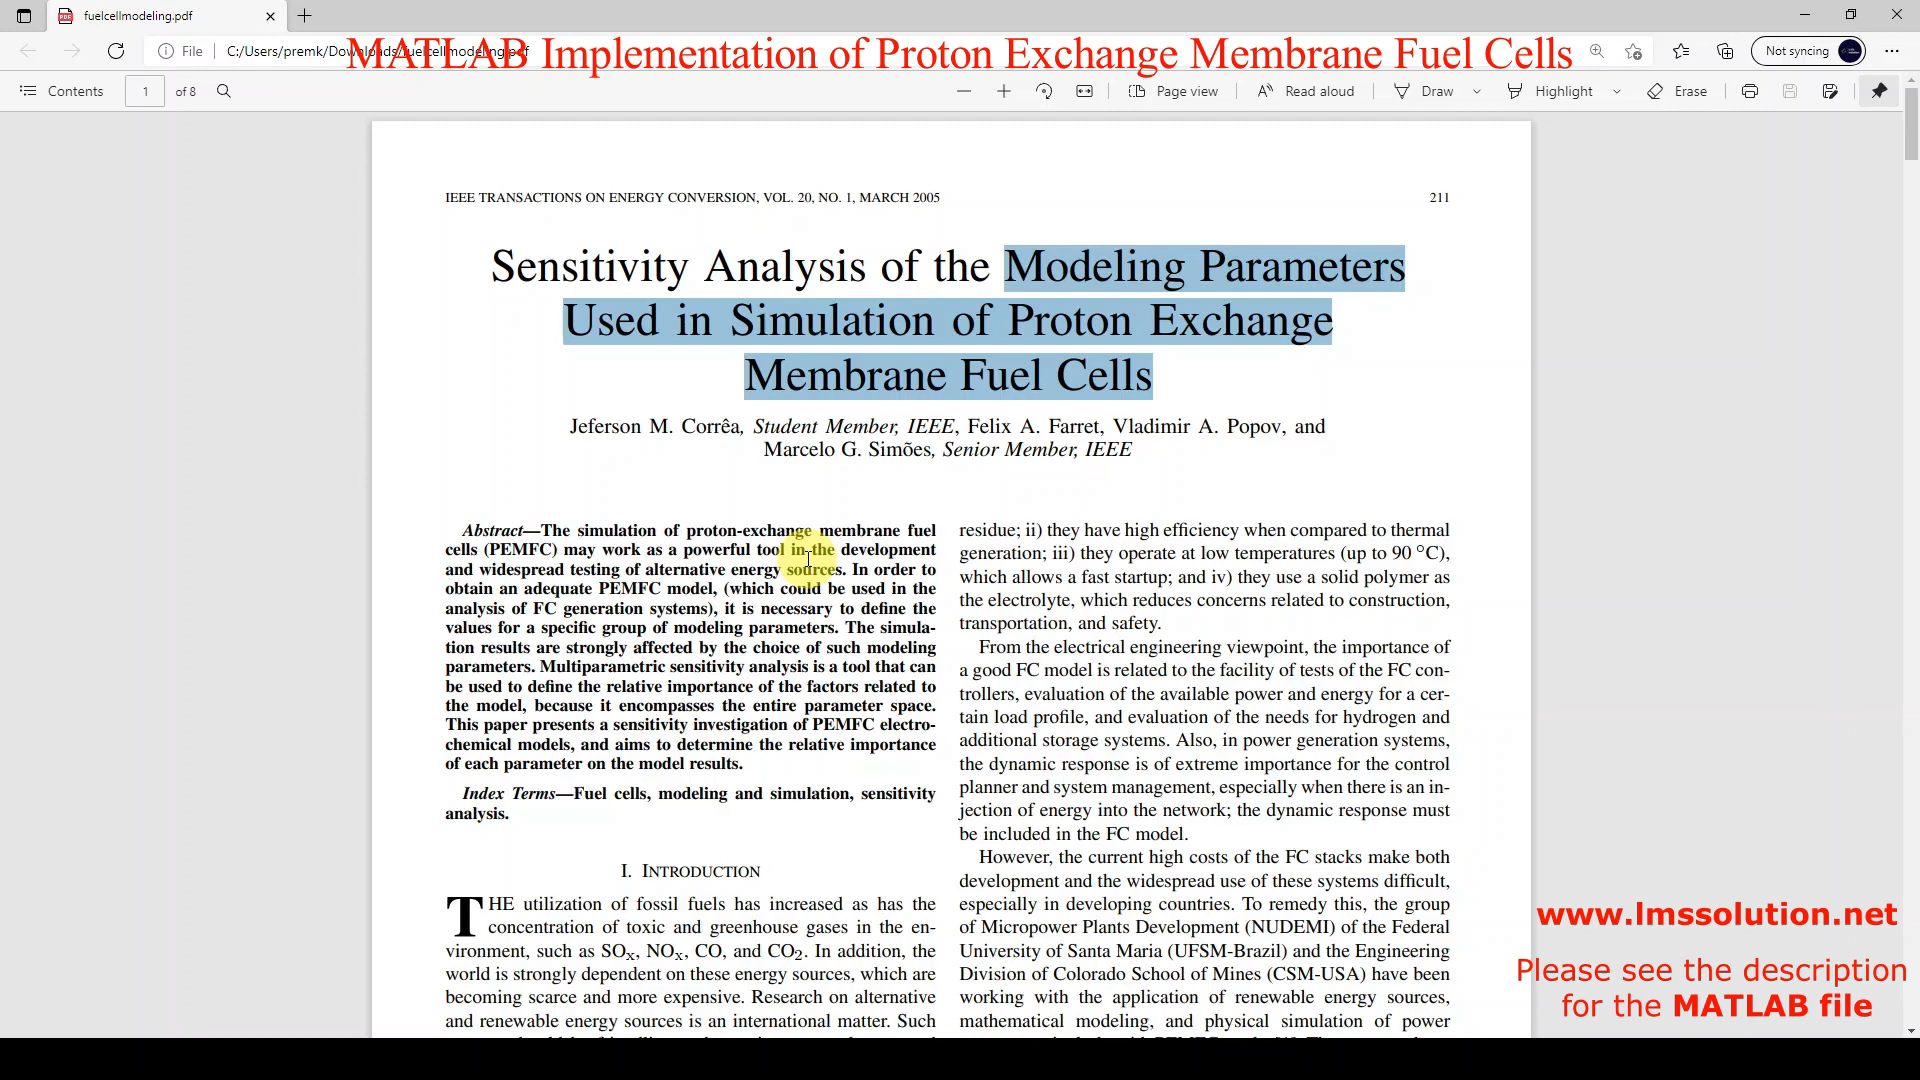 fuelcellmodeling.pdf
File
C:/Users/premk/Downloads/fuelcellmodeling.pdf
MATLAB Implementation of Proton Exchange Membrane Fuel Cells
Not syncing
Contents
1
of 8
Page view
Read aloud
Draw
Highlight
Erase
IEEE TRANSACTIONS ON ENERGY CONVERSION, VOL. 20, NO. 1, MARCH 2005
211
Sensitivity Analysis of the Modeling Parameters
Used in Simulation of Proton Exchange
Membrane Fuel Cells
Jeferson M. Corrêa, Student Member, IEEE, Felix A. Farret, Vladimir A. Popov, and
Marcelo G. Simões, Senior Member, IEEE
Abstract—The simulation of proton-exchange membrane fuel
cells (PEMFC) may work as a powerful tool in the development
and widespread testing of alternative energy sources. In order to
obtain an adequate PEMFC model, (which could be used in the
analysis of FC generation systems), it is necessary to define the
values for a specific group of modeling parameters. The simula-
tion results are strongly affected by the choice of such modeling
parameters. Multiparametric sensitivity analysis is a tool that can
be used to define the relative importance of the factors related to
the model, because it encompasses the entire parameter space.
This paper presents a sensitivity investigation of PEMFC electro-
chemical models, and aims to determine the relative importance
of each parameter on the model results.
Index Terms—Fuel cells, modeling and simulation, sensitivity
analysis.
I. INTRODUCTION
THE utilization of fossil fuels has increased as has the
concentration of toxic and greenhouse gases in the en-
vironment, such as SOx, NOx, CO, and CO2. In addition, the
world is strongly dependent on these energy sources, which are
becoming scarce and more expensive. Research on alternative
and renewable energy sources is an international matter. Such
residue; ii) they have high efficiency when compared to thermal
generation; iii) they operate at low temperatures (up to 90 °C),
which allows a fast startup; and iv) they use a solid polymer as
the electrolyte, which reduces concerns related to construction,
transportation, and safety.
From the electrical engineering viewpoint, the importance of
a good FC model is related to the facility of tests of the FC con-
trollers, evaluation of the available power and energy for a cer-
tain load profile, and evaluation of the needs for hydrogen and
additional storage systems. Also, in power generation systems,
the dynamic response is of extreme importance for the control
planner and system management, especially when there is an in-
jection of energy into the network; the dynamic response must
be included in the FC model.
However, the current high costs of the FC stacks make both
development and the widespread use of these systems difficult,
especially in developing countries. To remedy this, the group
of Micropower Plants Development (NUDEMI) of the Federal
University of Santa Maria (UFSM-Brazil) and the Engineering
Division of Colorado School of Mines (CSM-USA) have been
working with the application of renewable energy sources,
mathematical modeling, and physical simulation of power
www.lmssolution.net
Please see the description
for the MATLAB file